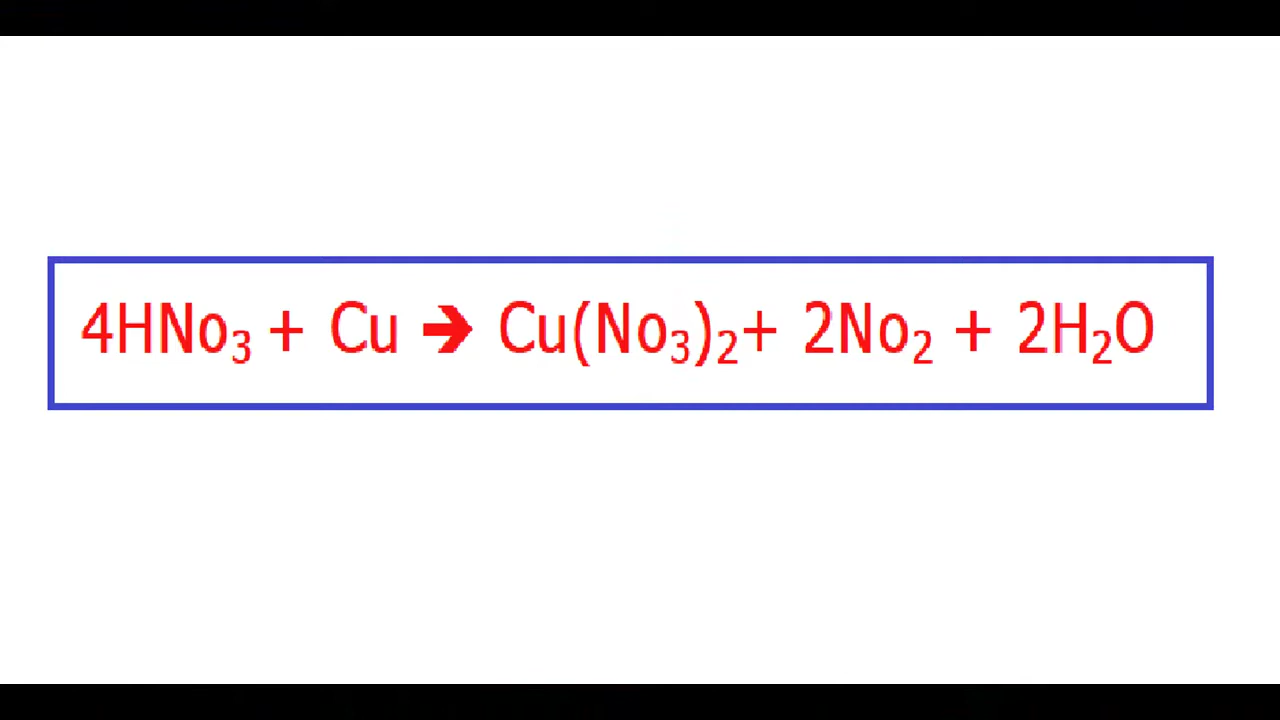 4HNo₃ + Cu 🡺 Cu(No₃)₂+ 2No₂ + 2H₂O